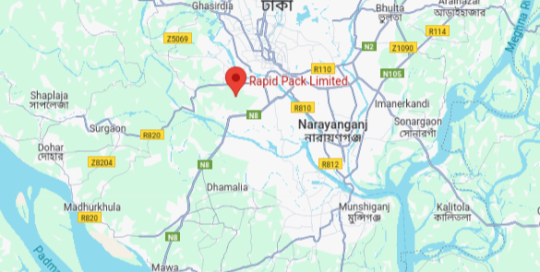 Ghasirdia
ঢাকা
Bhulta
ভুলতা
Araihazar
আড়াইহাজার
Z5069
N2
Z1090
R114
Meghna R
R110
N105
Rapid Pack Limited
Shaplaja
সাপলেজা
R810
Imanerkandi
N8
Narayanganj
নারায়ণগঞ্জ
Sonargaon
সোনারগাঁ
Surgaon
R820
Dohar
দোহার
Z8204
N8
R812
Dhamalia
Madhurkhula
R820
Munshiganj
মুন্সিগঞ্জ
Kalitola
কালিতলা
N8
Padm
Mawa